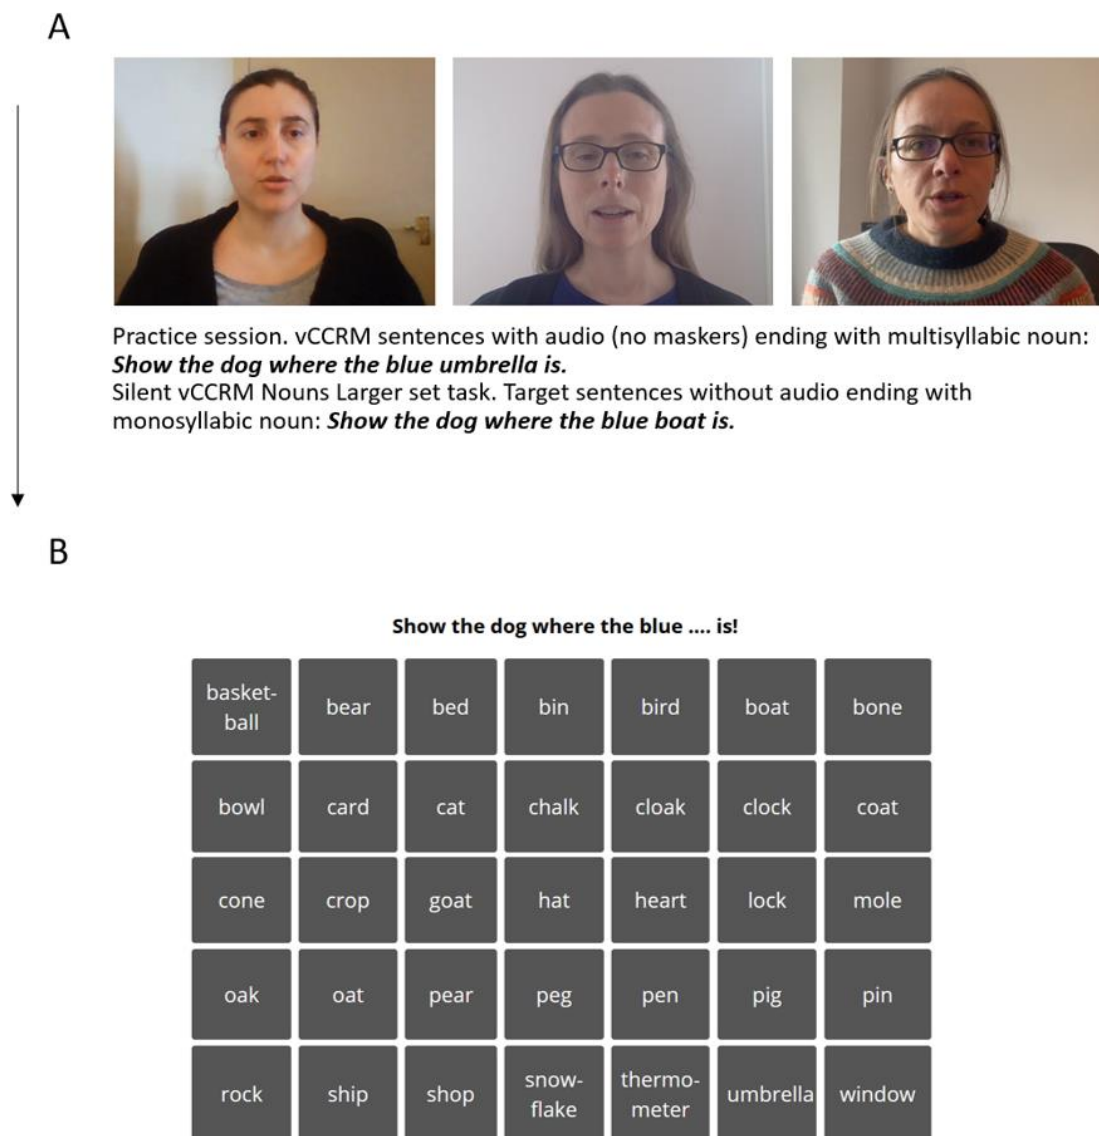 A
Practice session. vCCRM sentences with audio (no maskers) ending with multisyllabic noun:
Show the dog where the blue umbrella is.
Silent vCCRM Nouns Larger set task. Target sentences without audio ending with
monosyllabic noun: Show the dog where the blue boat is.
B
Show the dog where the blue .... is!
basket-
ball
bear
bed
bin
bird
boat
bone
bowl
card
cat
chalk
cloak
clock
coat
cone
crop
goat
hat
heart
lock
mole
oak
oat
pear
peg
pen
pig
pin
rock
ship
shop
snow-
flake
thermo-
meter
umbrella
window